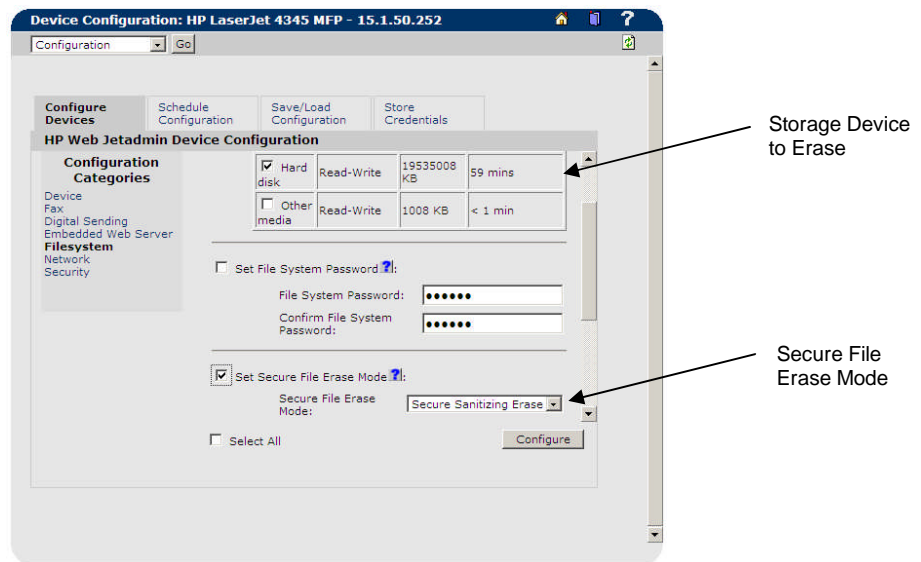 Device Configuration: HP LaserJet 4345 MFP - 15.1.50.252
?
Configuration
Go
Configure
Devices
Schedule
Configuration
Save/Load
Configuration
Store
Credentials
HP Web Jetadmin Device Configuration
Configuration
Categories
Device
Fax
Digital Sending
Embedded Web Server
Filesystem
Network
Security
Hard
disk
Read-Write
19535008
KB
59 mins
Other
media
Read-Write
1008 KB
< 1 min
Set File System Password ?:
File System Password:
●●●●●●
Confirm File System
Password:
●●●●●●
Set Secure File Erase Mode ?:
Secure File Erase
Mode:
Secure Sanitizing Erase
Select All
Configure
Storage Device
to Erase
Secure File
Erase Mode